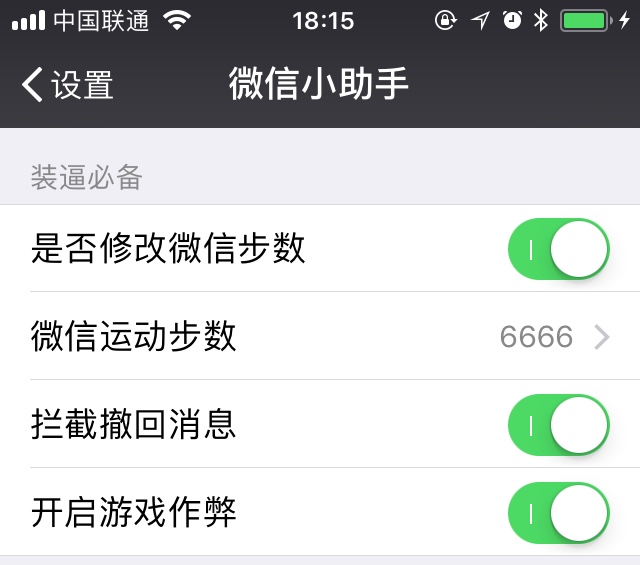 中国联通 18:15
设置 微信小助手
装逼必备
是否修改微信步数
微信运动步数 6666
拦截撤回消息
开启游戏作弊